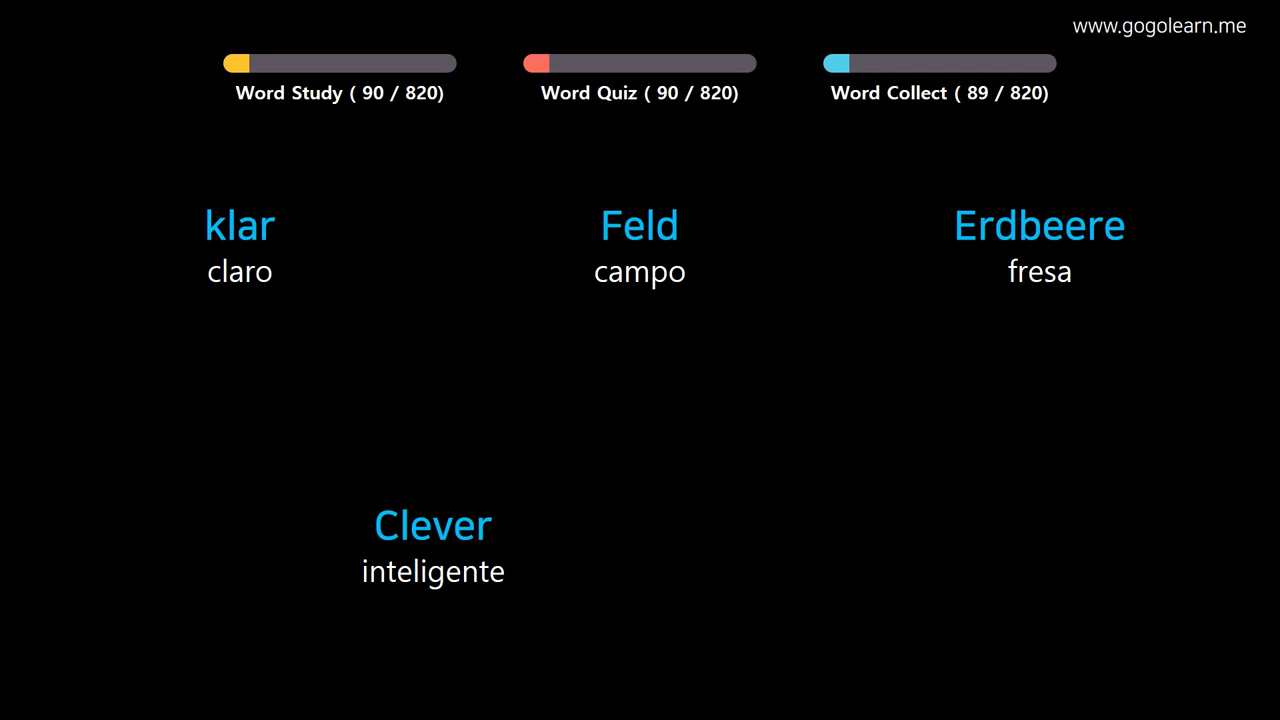 www.gogolearn.me
Word Study ( 90 / 820)
Word Quiz ( 90 / 820)
Word Collect ( 89 / 820)
klar
claro
Feld
campo
Erdbeere
fresa
Clever
inteligente